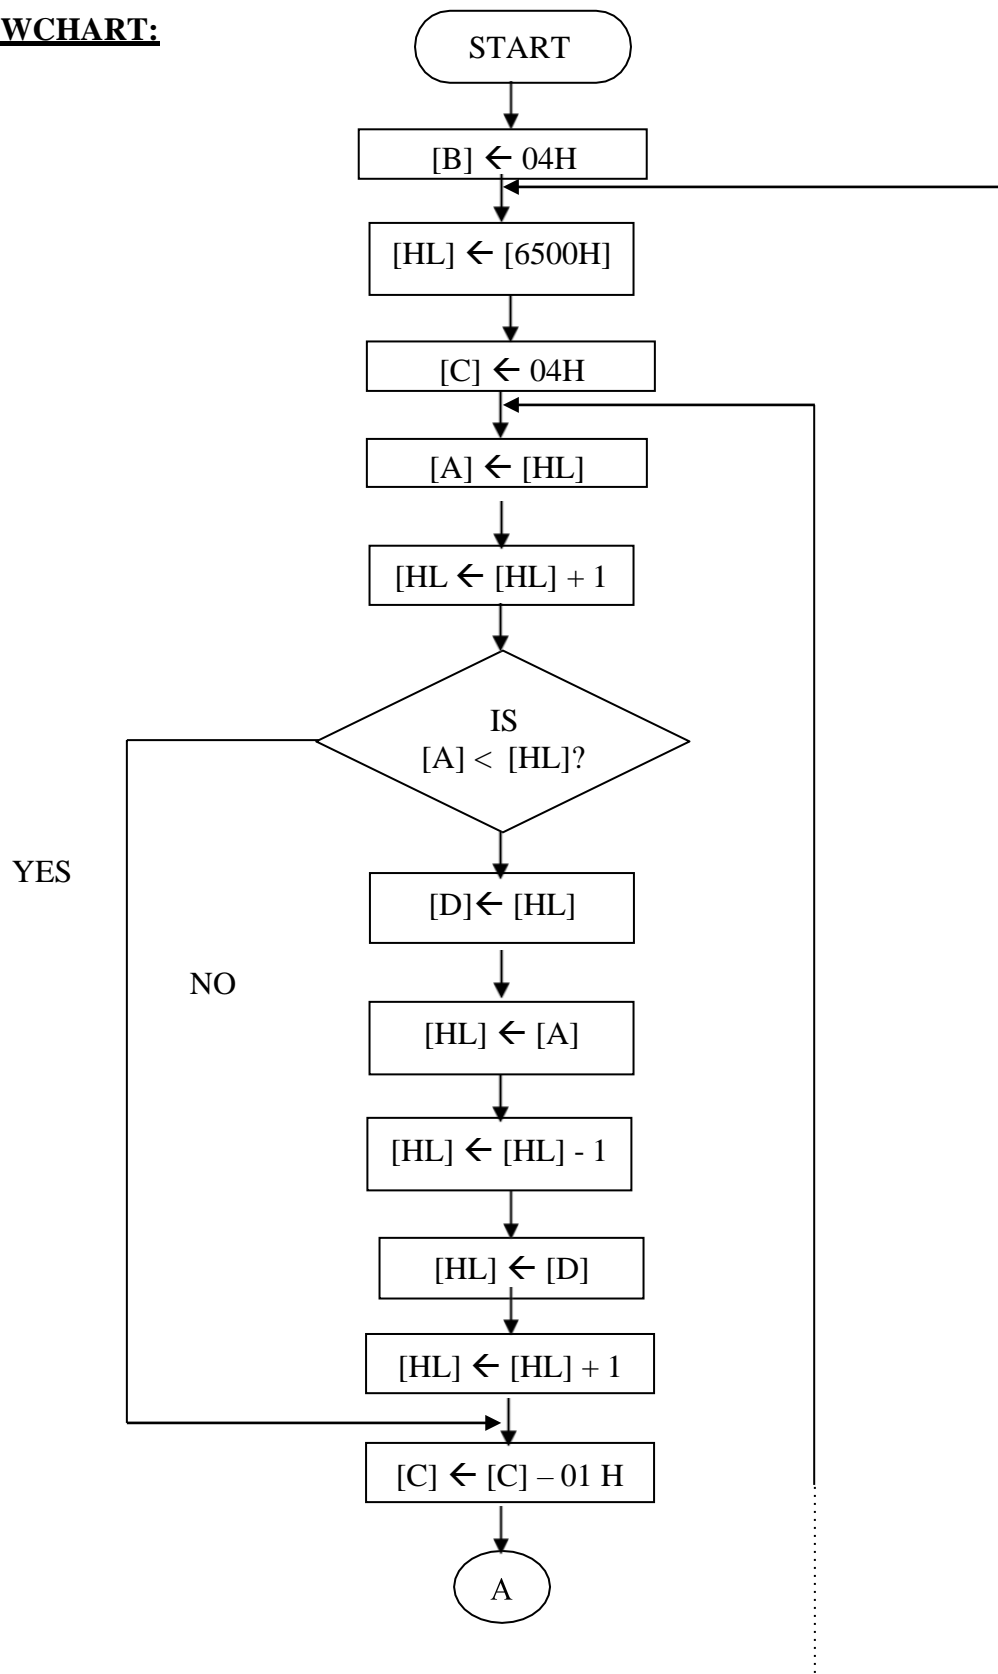 WCHART:
START
[B] 🡨 04H
[HL] 🡨 [6500H]
[C] 🡨 04H
[A] 🡨 [HL]
[HL 🡨 [HL] + 1
IS
[A] < [HL]?
YES
[D]🡨 [HL]
NO
[HL] 🡨 [A]
[HL] 🡨 [HL] - 1
[HL] 🡨 [D]
[HL] 🡨 [HL] + 1
[C] 🡨 [C] – 01 H
A